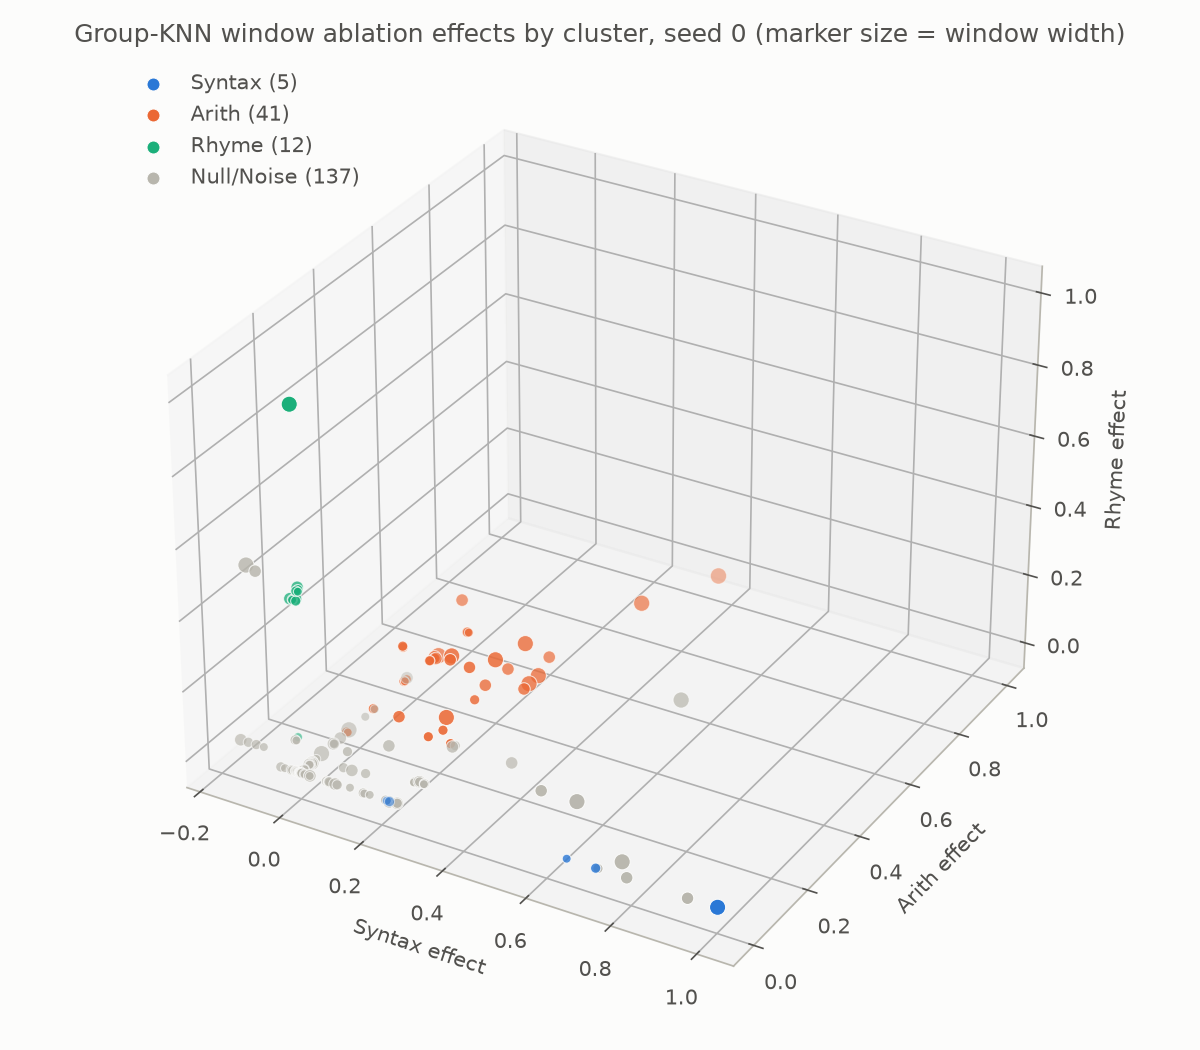 Group-KNN window ablation effects by cluster, seed 0 (marker size = window width)
Syntax (5)
Arith (41)
Rhyme (12)
Null/Noise (137)
1.0
0.8
0.6
0.4
0.2
0.0
Rhyme effect
−0.2
0.0
0.2
0.4
0.6
0.8
1.0
Syntax effect
0.0
0.2
0.4
0.6
0.8
1.0
Arith effect